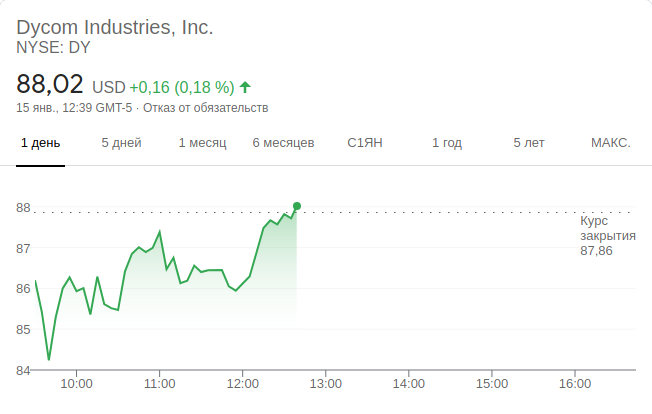 Dycom Industries, Inc.
NYSE: DY
88,02 USD +0,16 (0,18 %)
15 янв., 12:39 GMT-5 · Отказ от обязательств
1 день 5 дней 1 месяц 6 месяцев С1ЯН 1 год 5 лет МАКС.
88
Курс
закрытия
87,86
87
86
85
84
10:00 11:00 12:00 13:00 14:00 15:00 16:00